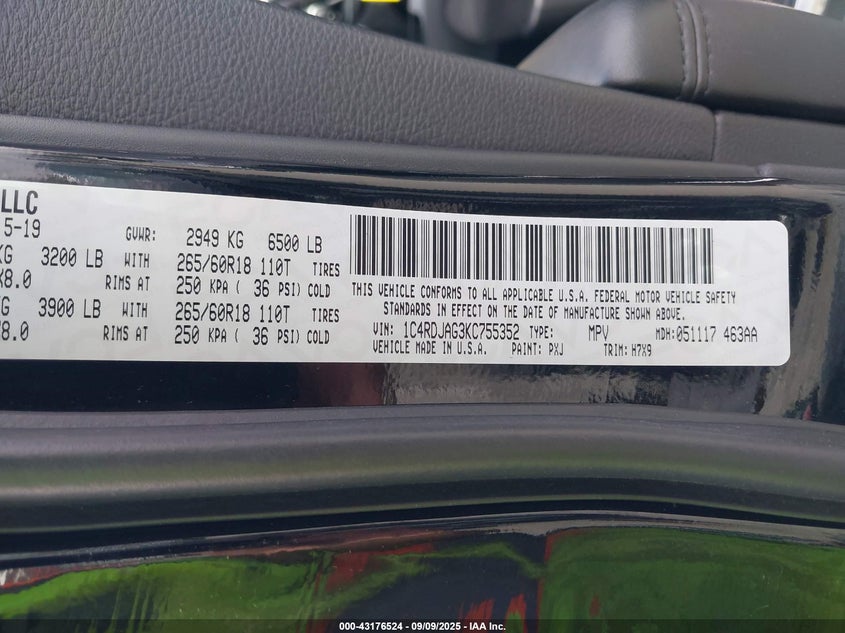 LLC
5-19 GVWR: 2949 KG 6500 LB
KG 3200 LB WITH 265/60R18 110T TIRES
X8.0 RIMS AT 250 KPA ( 36 PSI) COLD
KG 3900 LB WITH 265/60R18 110T TIRES
X8.0 RIMS AT 250 KPA ( 36 PSI) COLD
THIS VEHICLE CONFORMS TO ALL APPLICABLE U.S.A. FEDERAL MOTOR VEHICLE SAFETY
STANDARDS IN EFFECT ON THE DATE OF MANUFACTURE SHOWN ABOVE.
VIN: 1C4RDJAG3KC755352 TYPE: MPV MDH: 051117 463AA
VEHICLE MADE IN U.S.A. PAINT: PXJ TRIM: H7X9
000-43176524 - 09/09/2025 - IAA Inc.